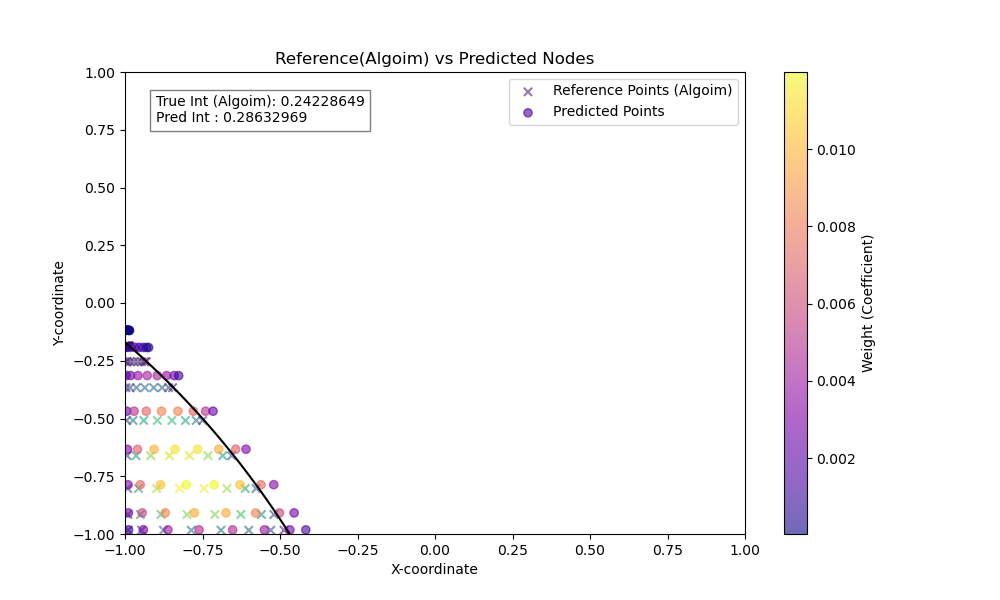 Reference(Algoim) vs Predicted Nodes
True Int (Algoim): 0.24228649
Pred Int : 0.28632969
Reference Points (Algoim)
Predicted Points
1.00
0.75
0.50
0.25
0.00
−0.25
−0.50
−0.75
−1.00
Y-coordinate
−1.00 −0.75 −0.50 −0.25 0.00 0.25 0.50 0.75 1.00
X-coordinate
0.010
0.008
0.006
0.004
0.002
Weight (Coefficient)